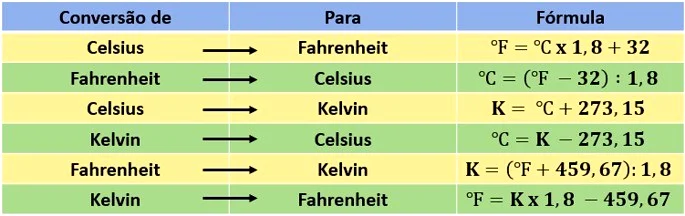 Conversão de Para Fórmula
Celsius Fahrenheit °F = °C x 1,8 + 32
Fahrenheit Celsius °C = (°F − 32) : 1,8
Celsius Kelvin K = °C + 273,15
Kelvin Celsius °C = K − 273,15
Fahrenheit Kelvin K = (°F + 459,67): 1,8
Kelvin Fahrenheit °F = K x 1,8 − 459,67